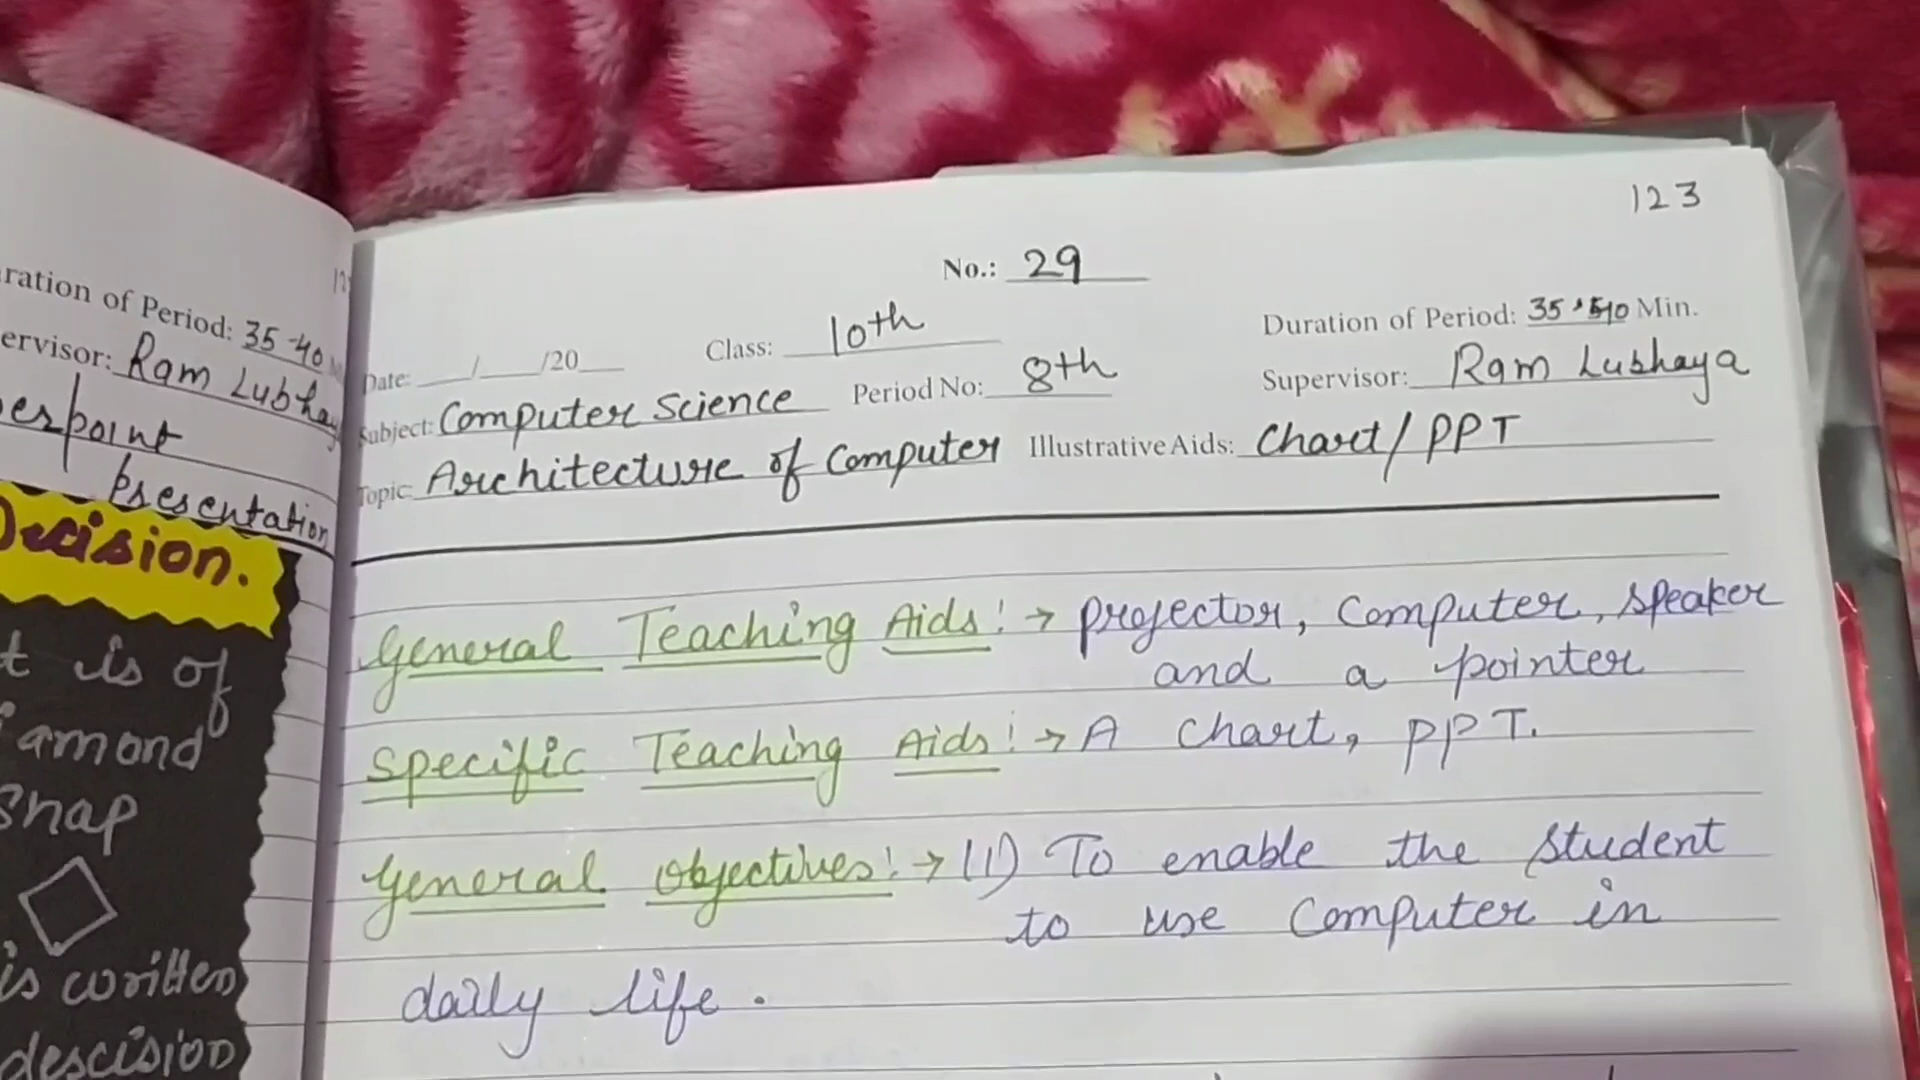 ration of Period: 35-40
ervisor: Ram Lubhay
erpoint
Presentation
Decision.
t is of
iamond
Shap
is written
descision
123
No.: 29
Date: / /20 Class: 10th Duration of Period: 35-40 Min.
Subject: Computer Science Period No: 8th Supervisor: Ram Lubhaya
Topic: Architecture of Computer Illustrative Aids: Chart/PPT
General Teaching Aids:→ projector, Computer, speaker
and a pointer
Specific Teaching Aids:→ A Chart, PPT.
General objectives:→ (1) To enable the student
to use Computer in
daily life.